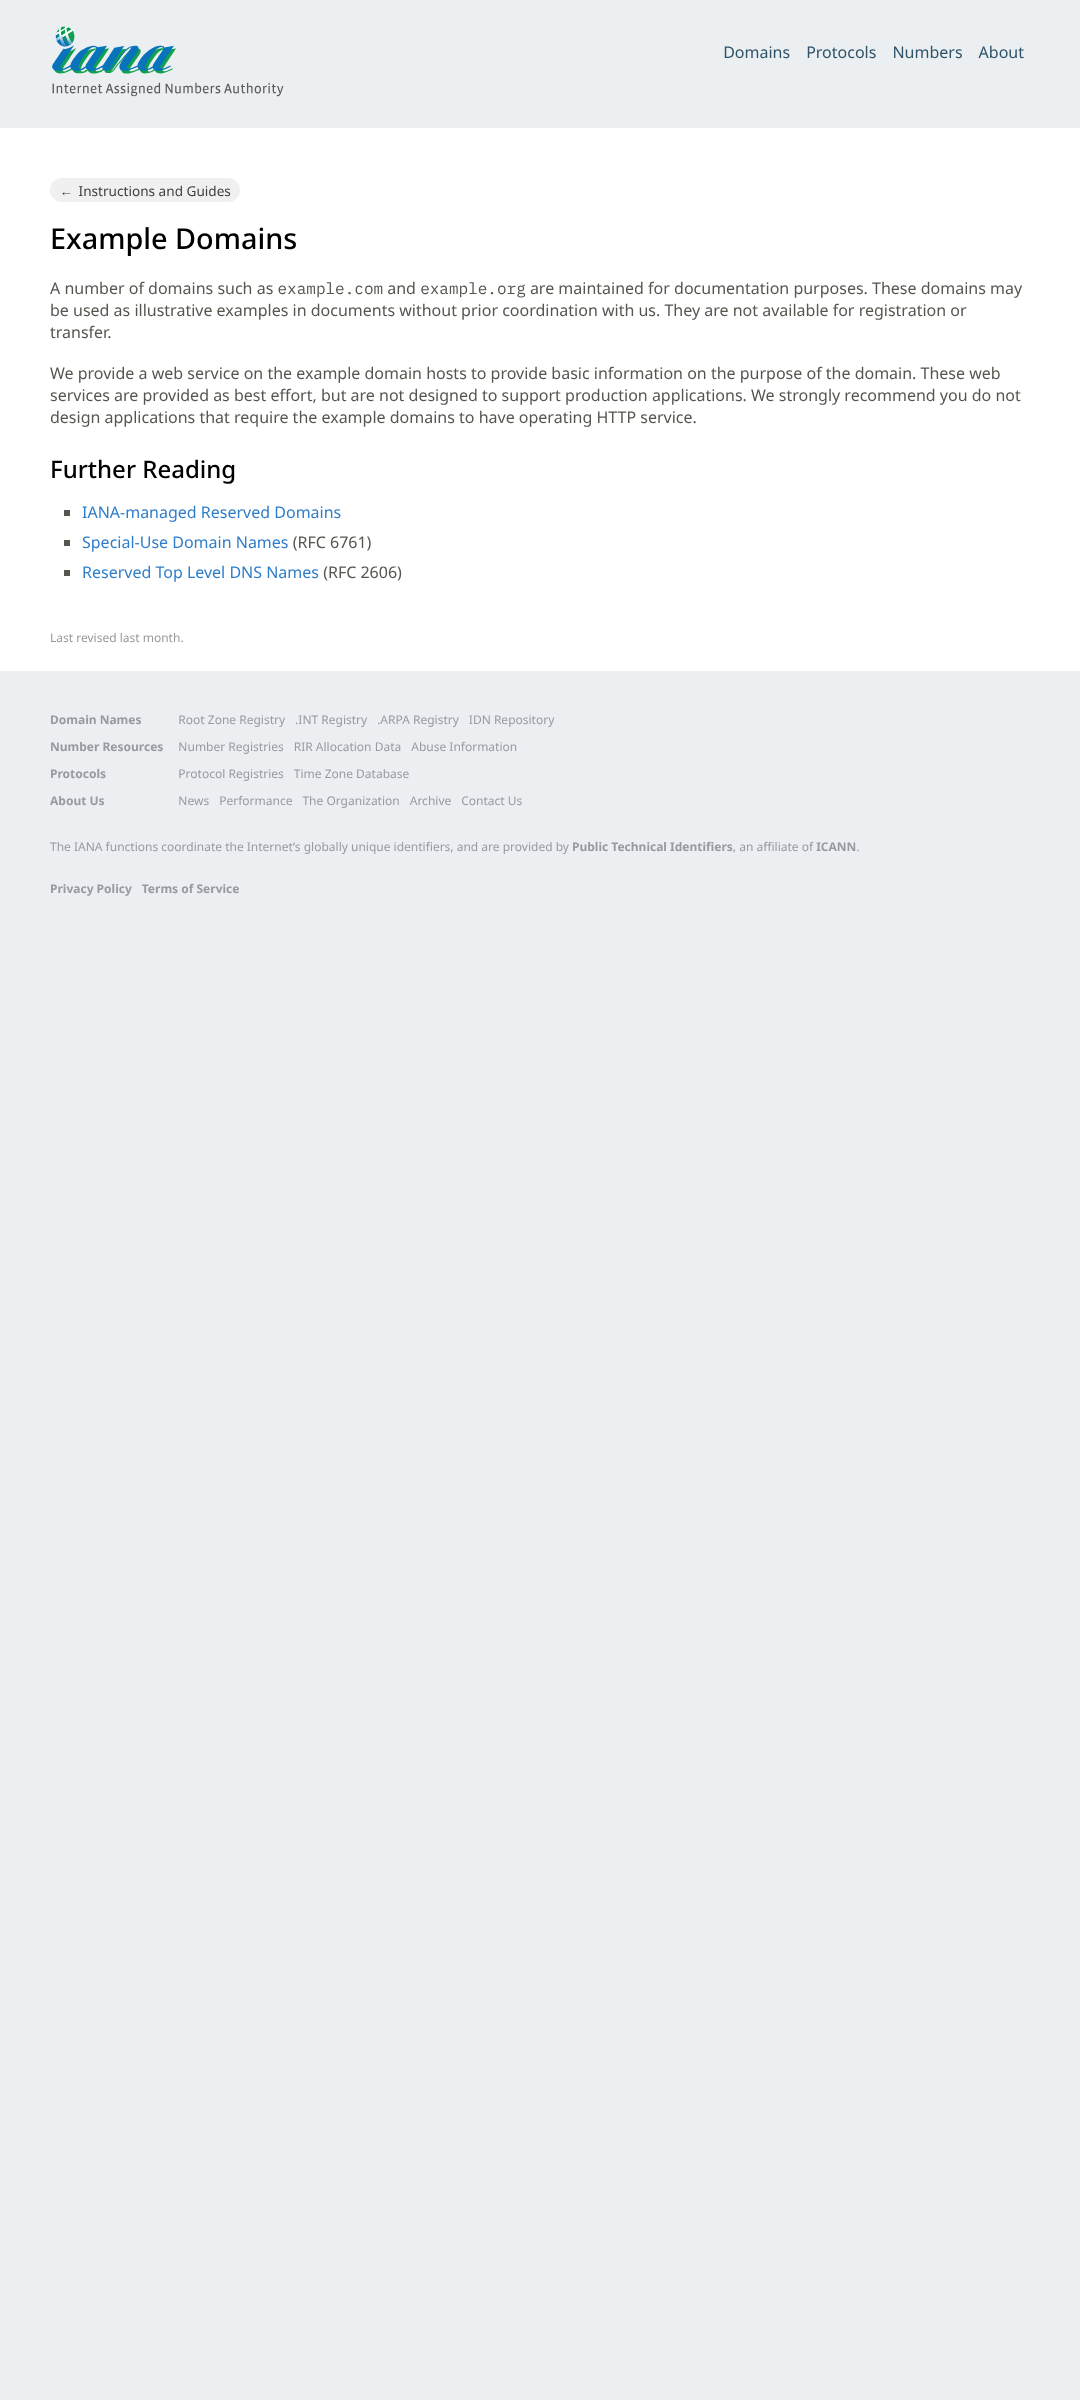 iana
Internet Assigned Numbers Authority
Domains Protocols Numbers About
← Instructions and Guides
Example Domains
A number of domains such as example.com and example.org are maintained for documentation purposes. These domains may
be used as illustrative examples in documents without prior coordination with us. They are not available for registration or
transfer.
We provide a web service on the example domain hosts to provide basic information on the purpose of the domain. These web
services are provided as best effort, but are not designed to support production applications. We strongly recommend you do not
design applications that require the example domains to have operating HTTP service.
Further Reading
IANA-managed Reserved Domains
Special-Use Domain Names (RFC 6761)
Reserved Top Level DNS Names (RFC 2606)
Last revised last month.
Domain Names Root Zone Registry .INT Registry .ARPA Registry IDN Repository
Number Resources Number Registries RIR Allocation Data Abuse Information
Protocols Protocol Registries Time Zone Database
About Us News Performance The Organization Archive Contact Us
The IANA functions coordinate the Internet’s globally unique identifiers, and are provided by Public Technical Identifiers, an affiliate of ICANN.
Privacy Policy Terms of Service